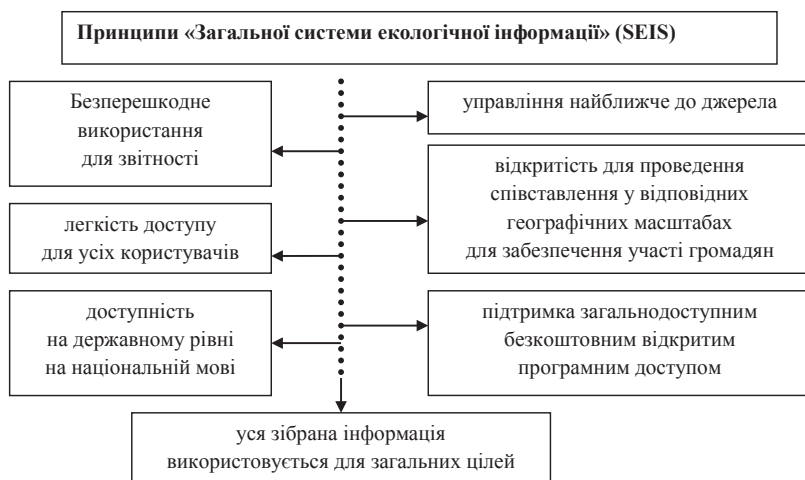 Принципи «Загальної системи екологічної інформації» (SEIS)
Безперешкодне
використання
для звітності
управління найближче до джерела
відкритість для проведення
співставлення у відповідних
географічних масштабах
для забезпечення участі громадян
легкість доступу
для усіх користувачів
доступність
на державному рівні
на національній мові
підтримка загальнодоступним
безкоштовним відкритим
програмним доступом
уся зібрана інформація
використовується для загальних цілей